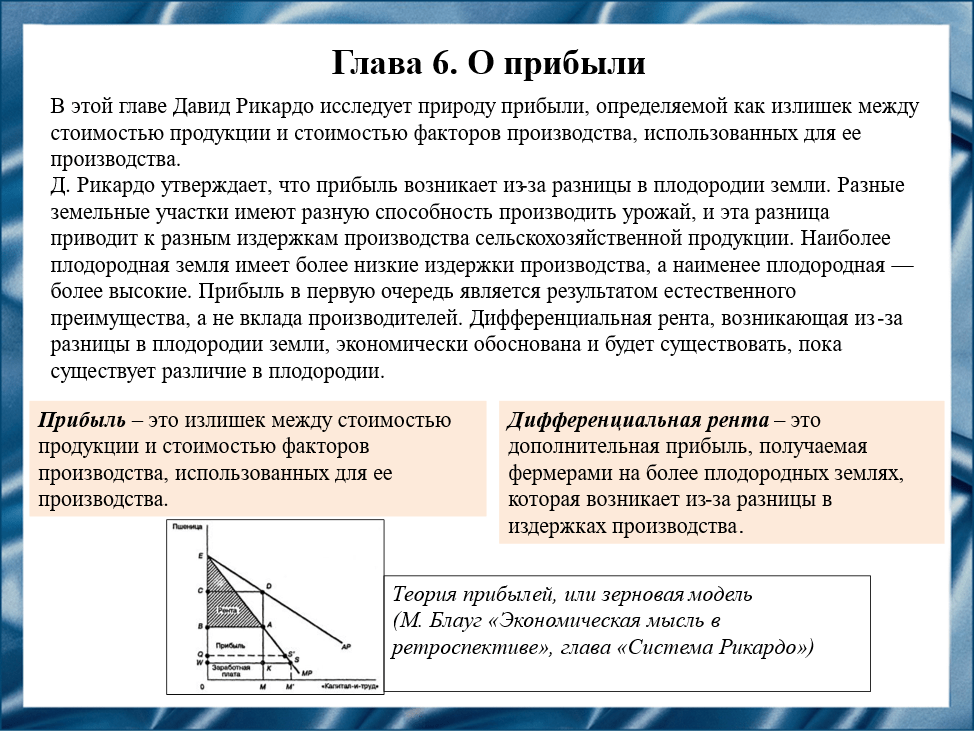 Глава 6. О прибыли
В этой главе Давид Рикардо исследует природу прибыли, определяемой как излишек между
стоимостью продукции и стоимостью факторов производства, использованных для ее
производства.
Д. Рикардо утверждает, что прибыль возникает из-за разницы в плодородии земли. Разные
земельные участки имеют разную способность производить урожай, и эта разница
приводит к разным издержкам производства сельскохозяйственной продукции. Наиболее
плодородная земля имеет более низкие издержки производства, а наименее плодородная —
более высокие. Прибыль в первую очередь является результатом естественного
преимущества, а не вклада производителей. Дифференциальная рента, возникающая из-за
разницы в плодородии земли, экономически обоснована и будет существовать, пока
существует различие в плодородии.
Прибыль – это излишек между стоимостью
продукции и стоимостью факторов
производства, использованных для ее
производства.
Дифференциальная рента – это
дополнительная прибыль, получаемая
фермерами на более плодородных землях,
которая возникает из-за разницы в
издержках производства.
Пшеница
E
C
D
Рента
B
A
AP
Прибыль
Q
S'
W
S
Заработная
плата
K
MP
0
M
M'
«Капитал-и-труд»
Теория прибылей, или зерновая модель
(М. Блауг «Экономическая мысль в
ретроспективе», глава «Система Рикардо»)